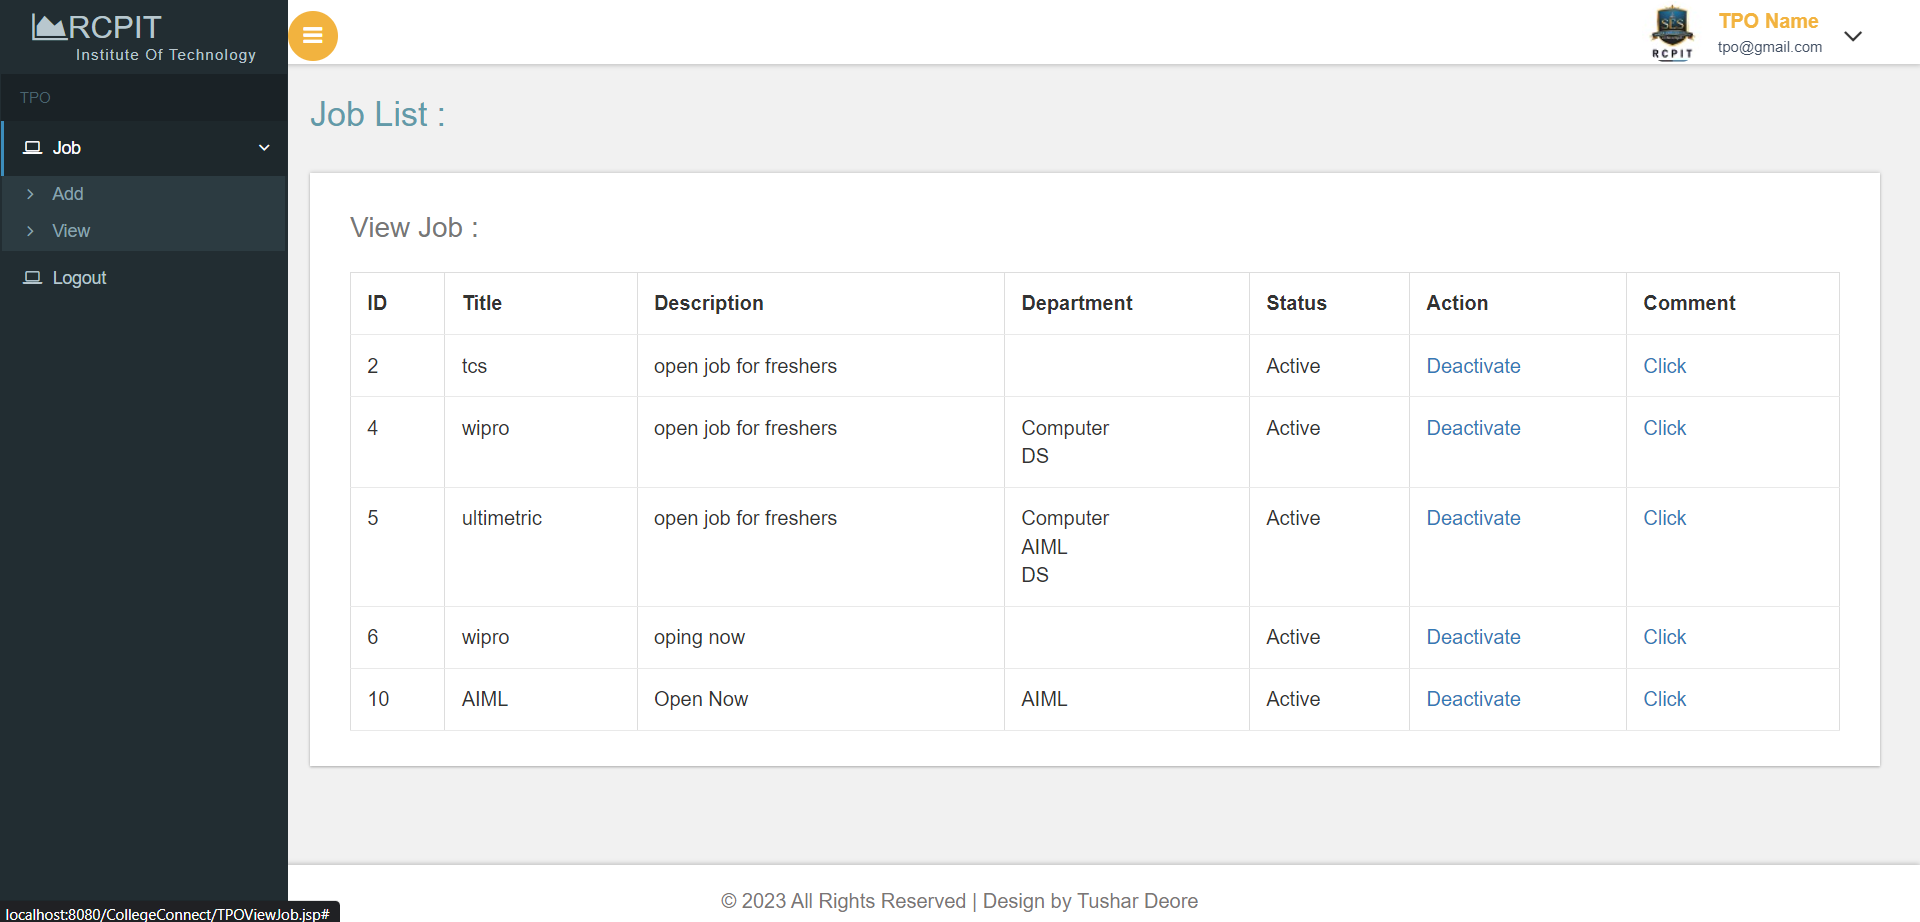 RCPIT
Institute Of Technology
TPO
Job
Add
View
Logout
SES
RCPIT
TPO Name
tpo@gmail.com
Job List :
View Job :
ID Title Description Department Status Action Comment
2 tcs open job for freshers Active Deactivate Click
4 wipro open job for freshers Computer Active Deactivate Click
DS
5 ultimetric open job for freshers Computer Active Deactivate Click
AIML
DS
6 wipro oping now Active Deactivate Click
10 AIML Open Now AIML Active Deactivate Click
© 2023 All Rights Reserved | Design by Tushar Deore
localhost:8080/CollegeConnect/TPOViewJob.jsp#